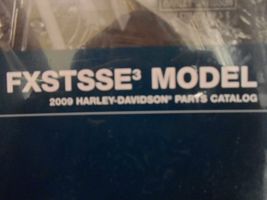 FXSTSSE³ MODEL
2009 HARLEY-DAVIDSON® PARTS CATALOG